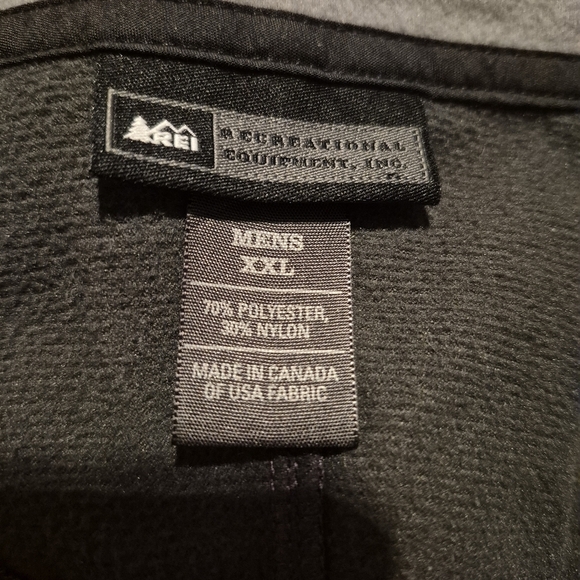 REI
RECREATIONAL
EQUIPMENT, INC.
MENS
XXL
70% POLYESTER,
30% NYLON
MADE IN CANADA
OF USA FABRIC